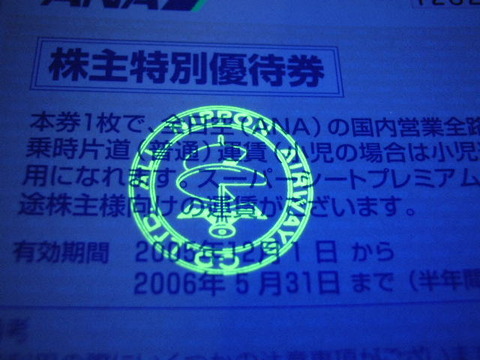 ANA
株主特別優待券
本券1枚で、全日空(ANA)の国内営業全路
乗時片道(普通)運賃(小児の場合は小児
用になれます。スーパーシートプレミアム
途株主様向けの運賃がございます。
有効期間 2005年12月1日から
2006年5月31日まで(半年間
考
ALL NIPPON AIRWAYS CO.